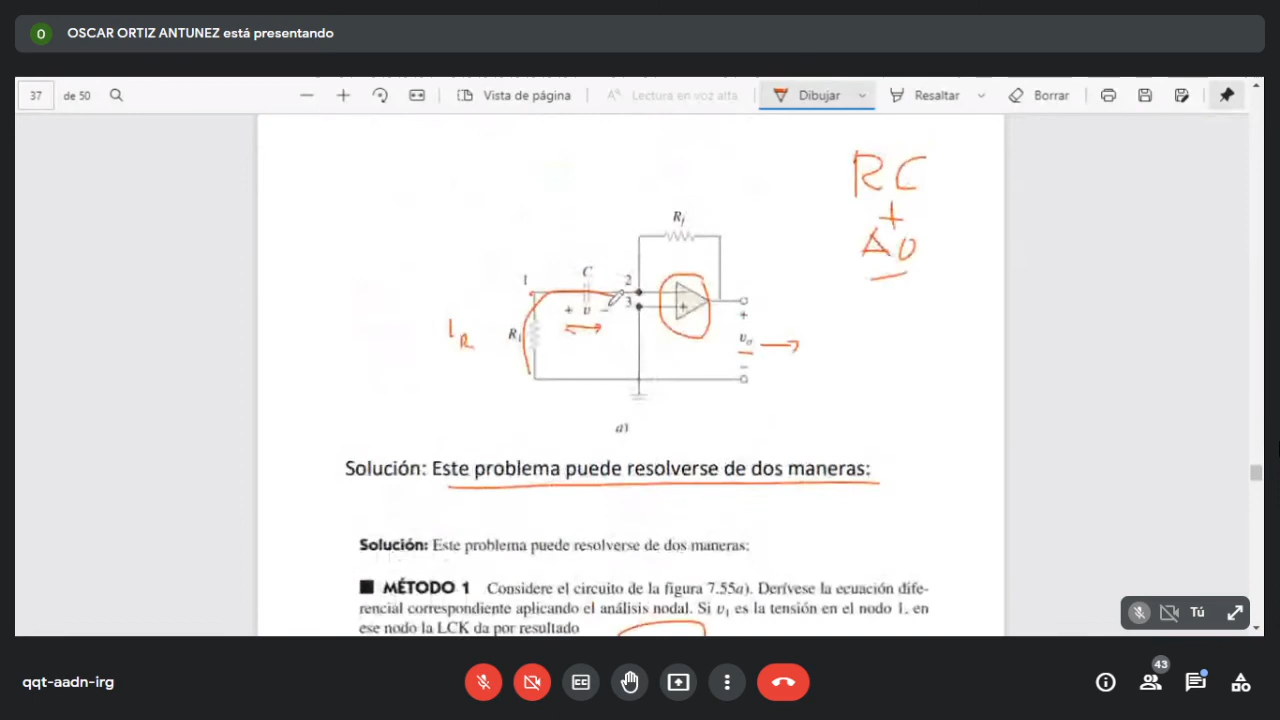 O OSCAR ORTIZ ANTUNEZ está presentando
37 de 50 Vista de página Lectura en voz alta Dibujar Resaltar Borrar
RC
+
AO
Rf
1 C 2
3
+ v −
+
IR R1
vo
+
−
a)
Solución: Este problema puede resolverse de dos maneras:
Solución: Este problema puede resolverse de dos maneras:
MÉTODO 1 Considere el circuito de la figura 7.55a). Derívese la ecuación dife-
rencial correspondiente aplicando el análisis nodal. Si v1 es la tensión en el nodo 1, en
ese nodo la LCK da por resultado
Tú
43
qqt-aadn-irg